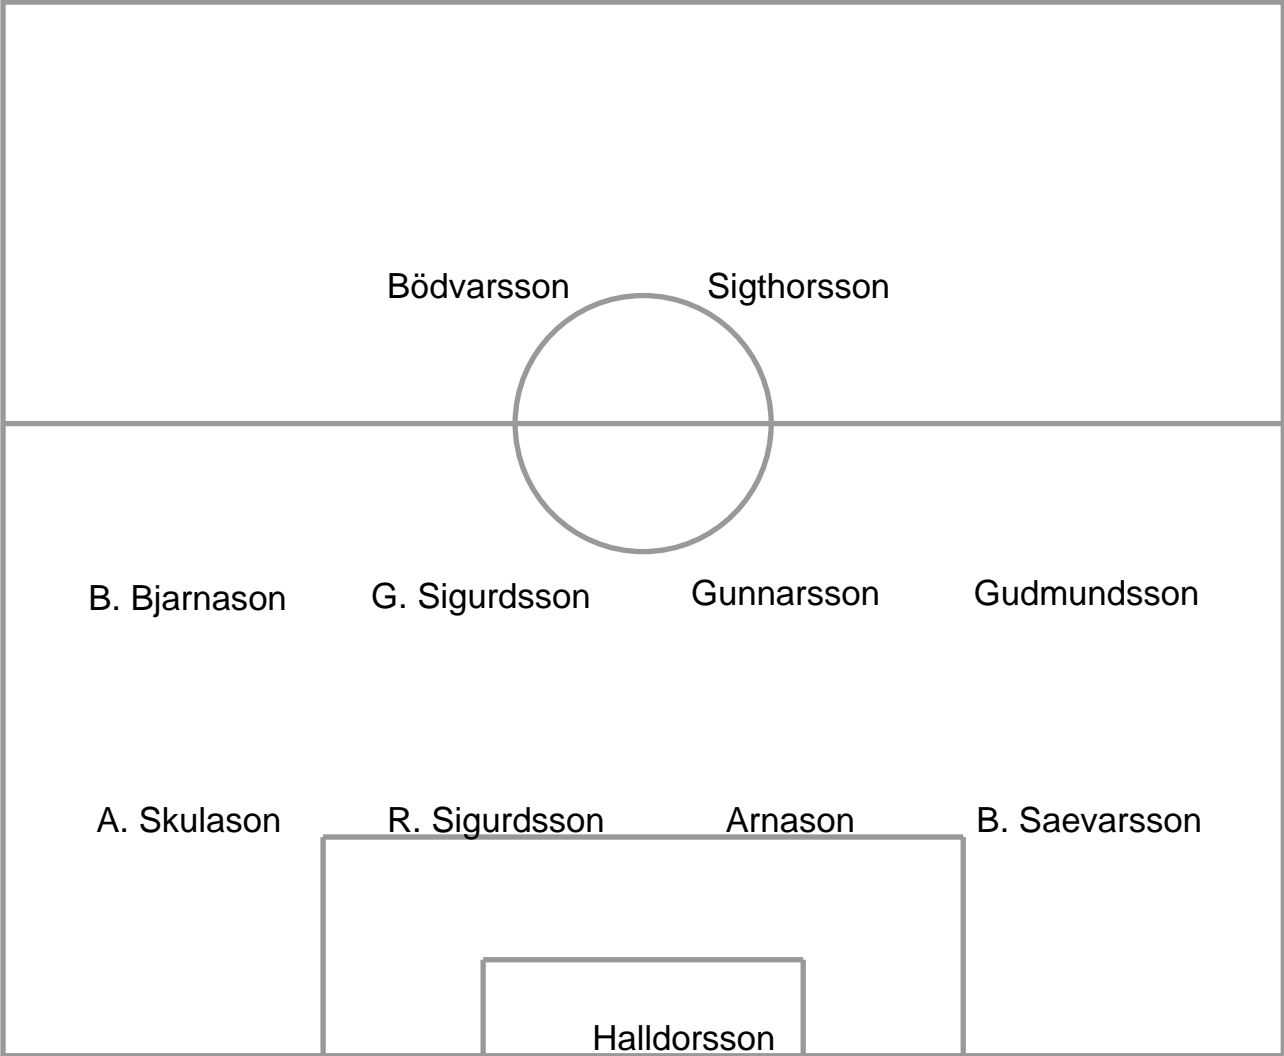 Bödvarsson Sigthorsson
B. Bjarnason G. Sigurdsson Gunnarsson Gudmundsson
A. Skulason R. Sigurdsson Arnason B. Saevarsson
Halldorsson